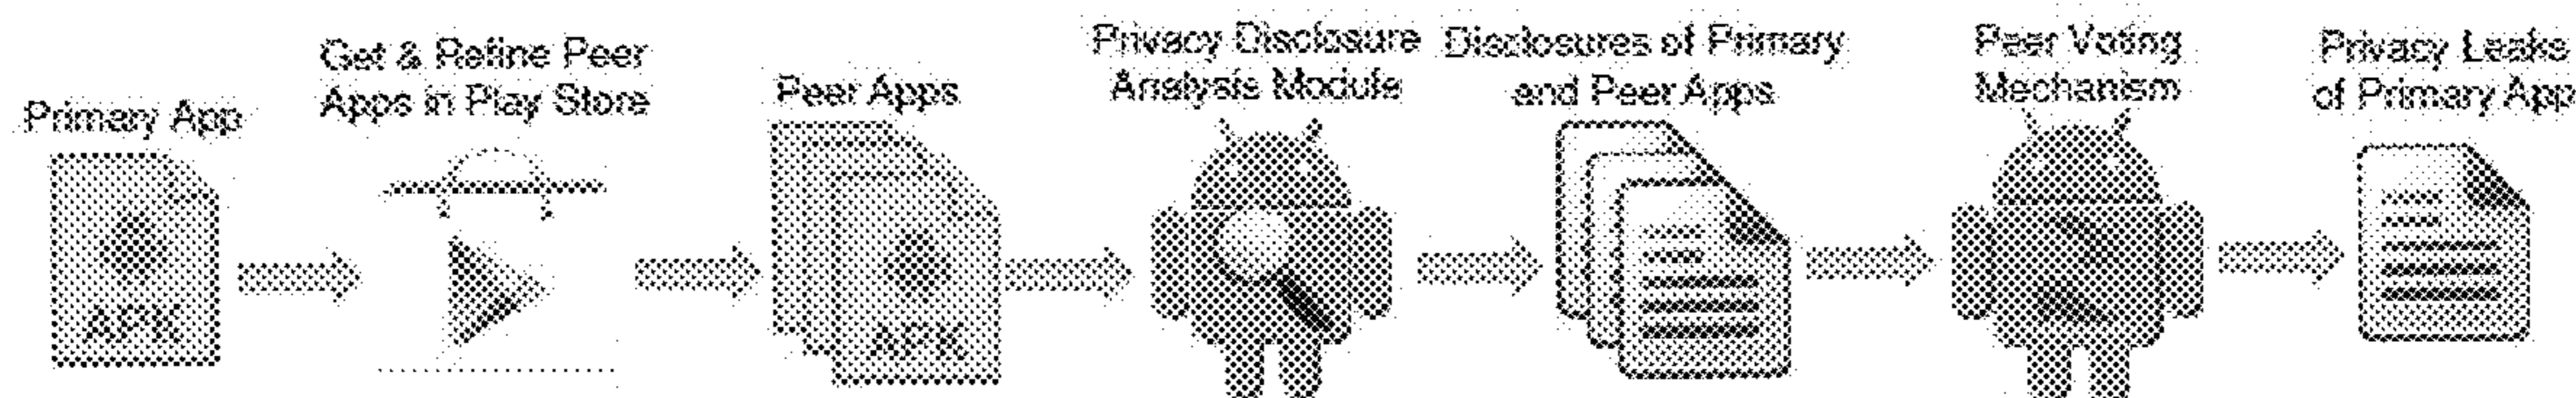 Primary App
Get & Refine Peer
Apps in Play Store
Peer Apps
Privacy Disclosure
Analysis Module
Disclosures of Primary
and Peer Apps
Peer Voting
Mechanism
Privacy Leaks
of Primary App
APK
APK